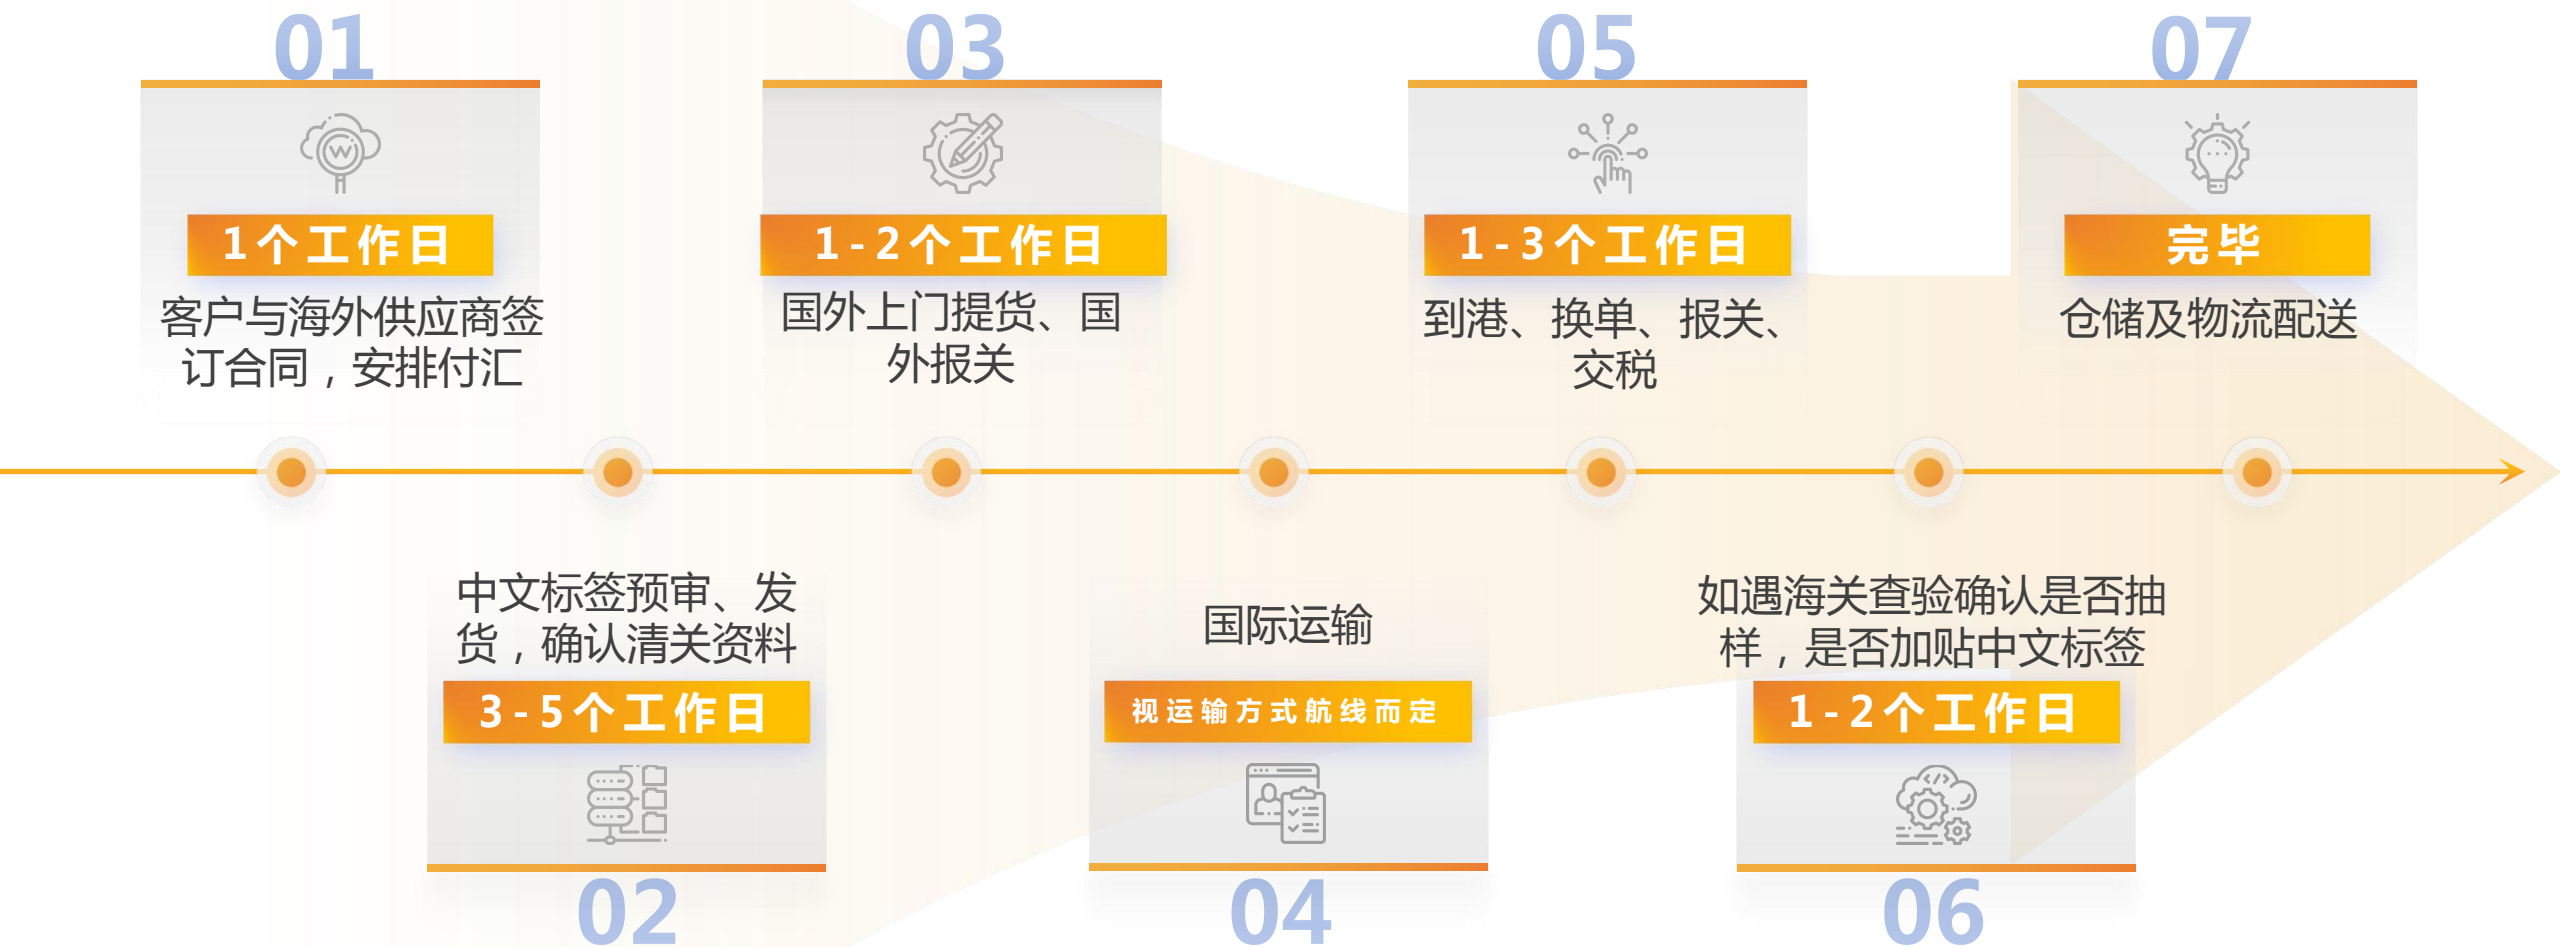 01
1个工作日
客户与海外供应商签
订合同，安排付汇
中文标签预审、发
货，确认清关资料
3-5个工作日
02
03
1-2个工作日
国外上门提货、国
外报关
国际运输
视运输方式航线而定
04
05
1-3个工作日
到港、换单、报关、
交税
如遇海关查验确认是否抽
样，是否加贴中文标签
1-2个工作日
06
07
完毕
仓储及物流配送